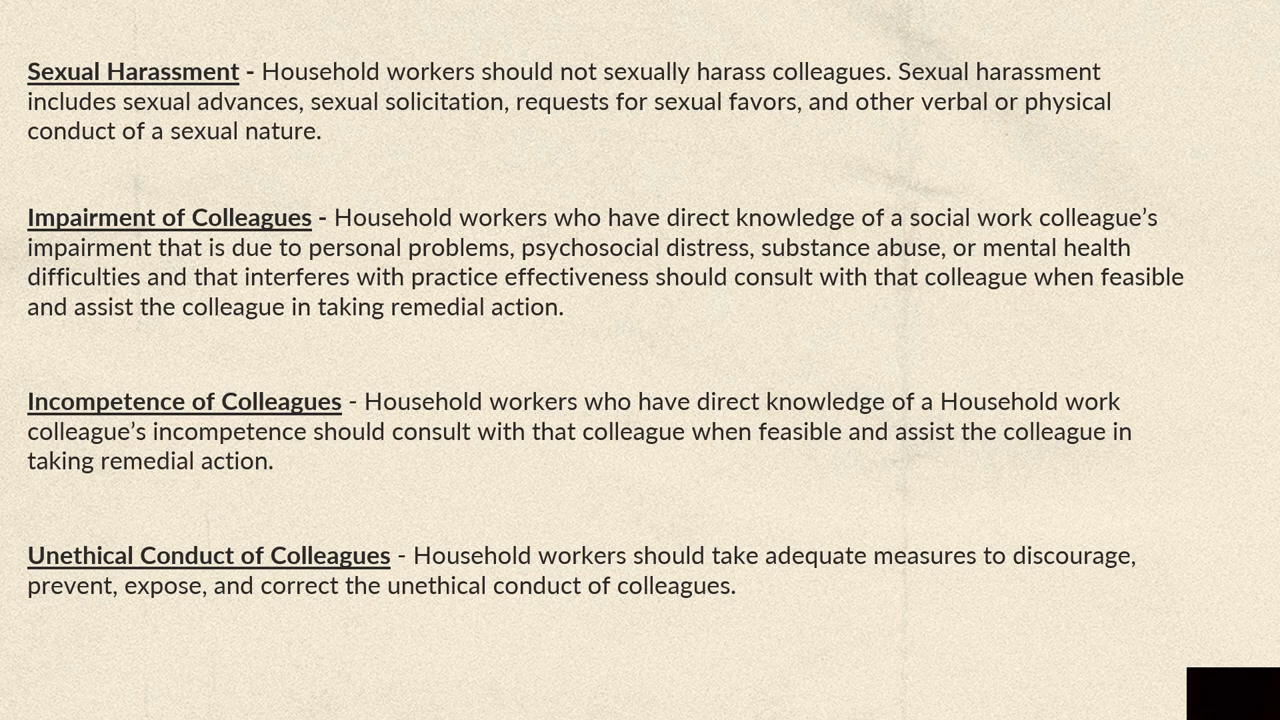 Sexual Harassment - Household workers should not sexually harass colleagues. Sexual harassment
includes sexual advances, sexual solicitation, requests for sexual favors, and other verbal or physical
conduct of a sexual nature.
Impairment of Colleagues - Household workers who have direct knowledge of a social work colleague’s
impairment that is due to personal problems, psychosocial distress, substance abuse, or mental health
difficulties and that interferes with practice effectiveness should consult with that colleague when feasible
and assist the colleague in taking remedial action.
Incompetence of Colleagues - Household workers who have direct knowledge of a Household work
colleague’s incompetence should consult with that colleague when feasible and assist the colleague in
taking remedial action.
Unethical Conduct of Colleagues - Household workers should take adequate measures to discourage,
prevent, expose, and correct the unethical conduct of colleagues.